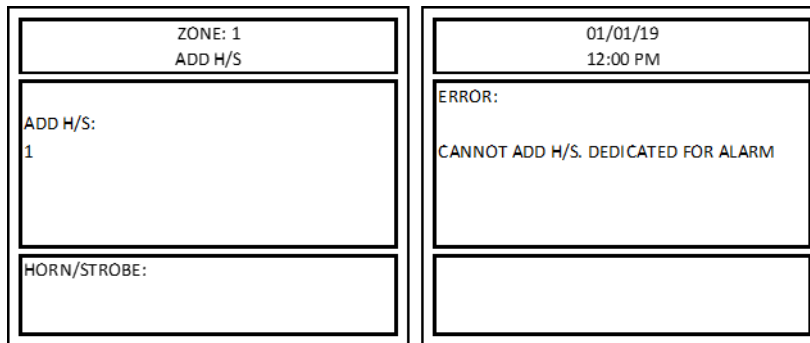 ZONE: 1
ADD H/S
ADD H/S:
1
HORN/STROBE:
01/01/19
12:00 PM
ERROR:
CANNOT ADD H/S. DEDICATED FOR ALARM